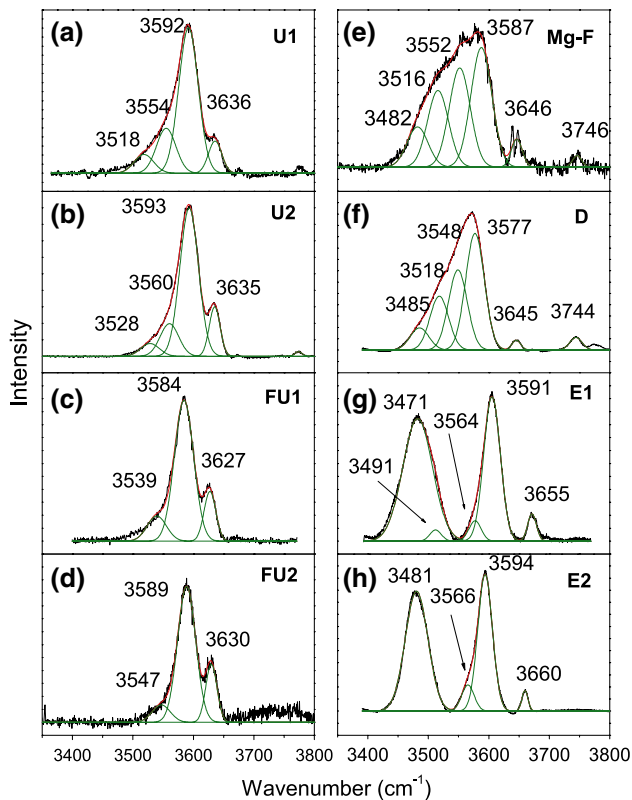 (a) U1
3592
3554
3636
3518
(b) U2
3593
3560
3635
3528
(c) FU1
3584
3539
3627
(d) FU2
3589
3547
3630
3400 3500 3600 3700 3800
(e) Mg-F
3587
3552
3516
3482
3646
3746
(f) D
3548
3577
3518
3485
3645
3744
(g) E1
3471
3591
3564
3491
3655
(h) E2
3481
3594
3566
3660
3400 3500 3600 3700 3800
Intensity
Wavenumber (cm⁻¹)